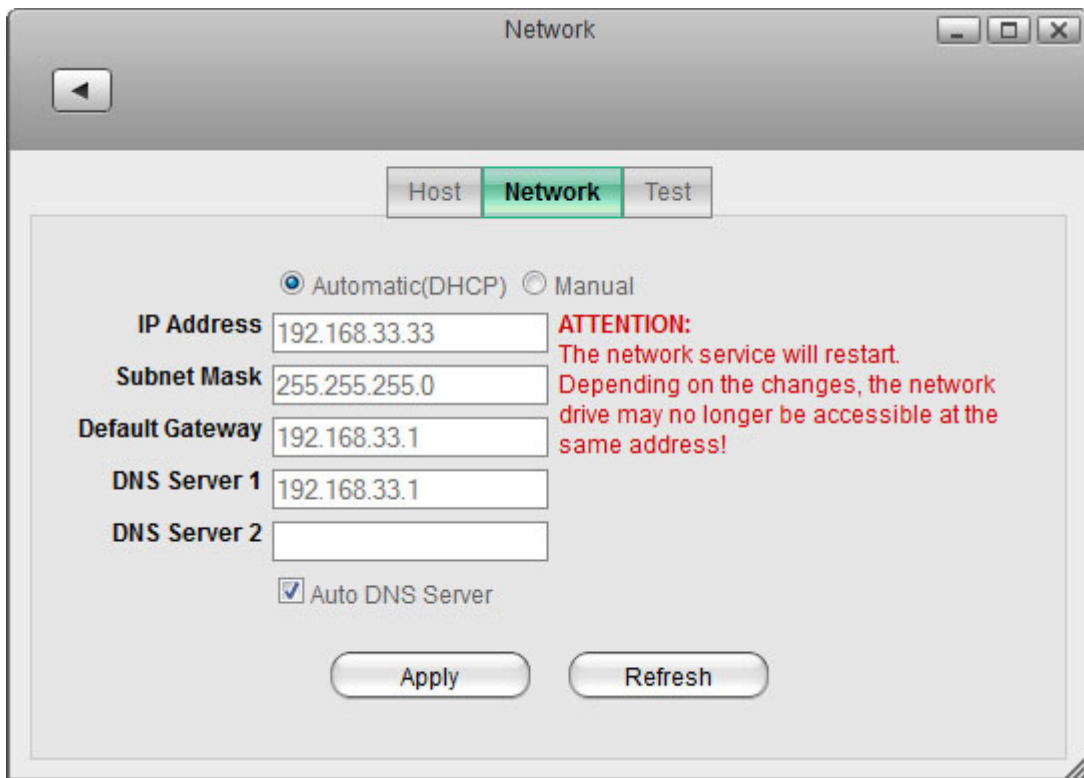 Network
Host Network Test
Automatic(DHCP) Manual
IP Address 192.168.33.33
ATTENTION:
The network service will restart.
Depending on the changes, the network
drive may no longer be accessible at the
same address!
Subnet Mask 255.255.255.0
Default Gateway 192.168.33.1
DNS Server 1 192.168.33.1
DNS Server 2
Auto DNS Server
Apply Refresh